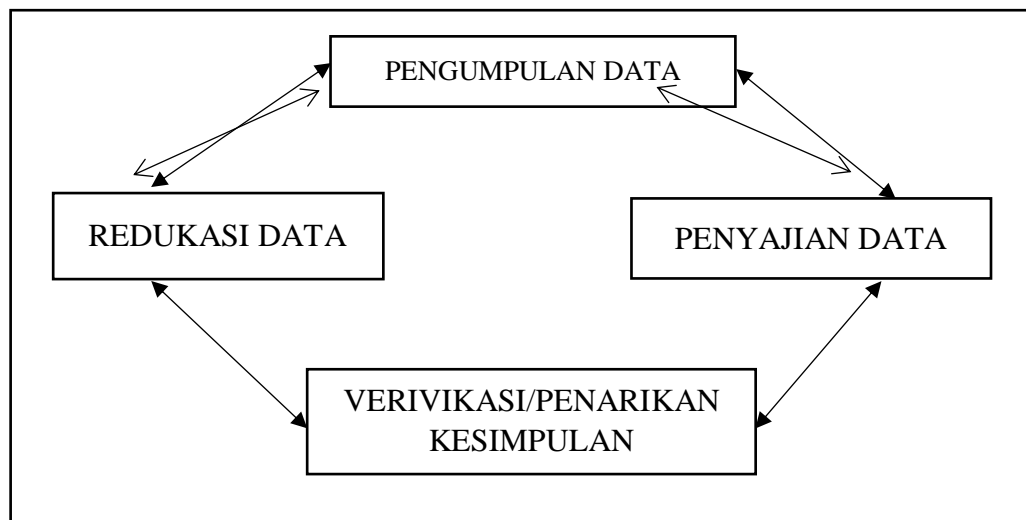 PENGUMPULAN DATA
REDUKASI DATA
PENYAJIAN DATA
VERIVIKASI/PENARIKAN
KESIMPULAN